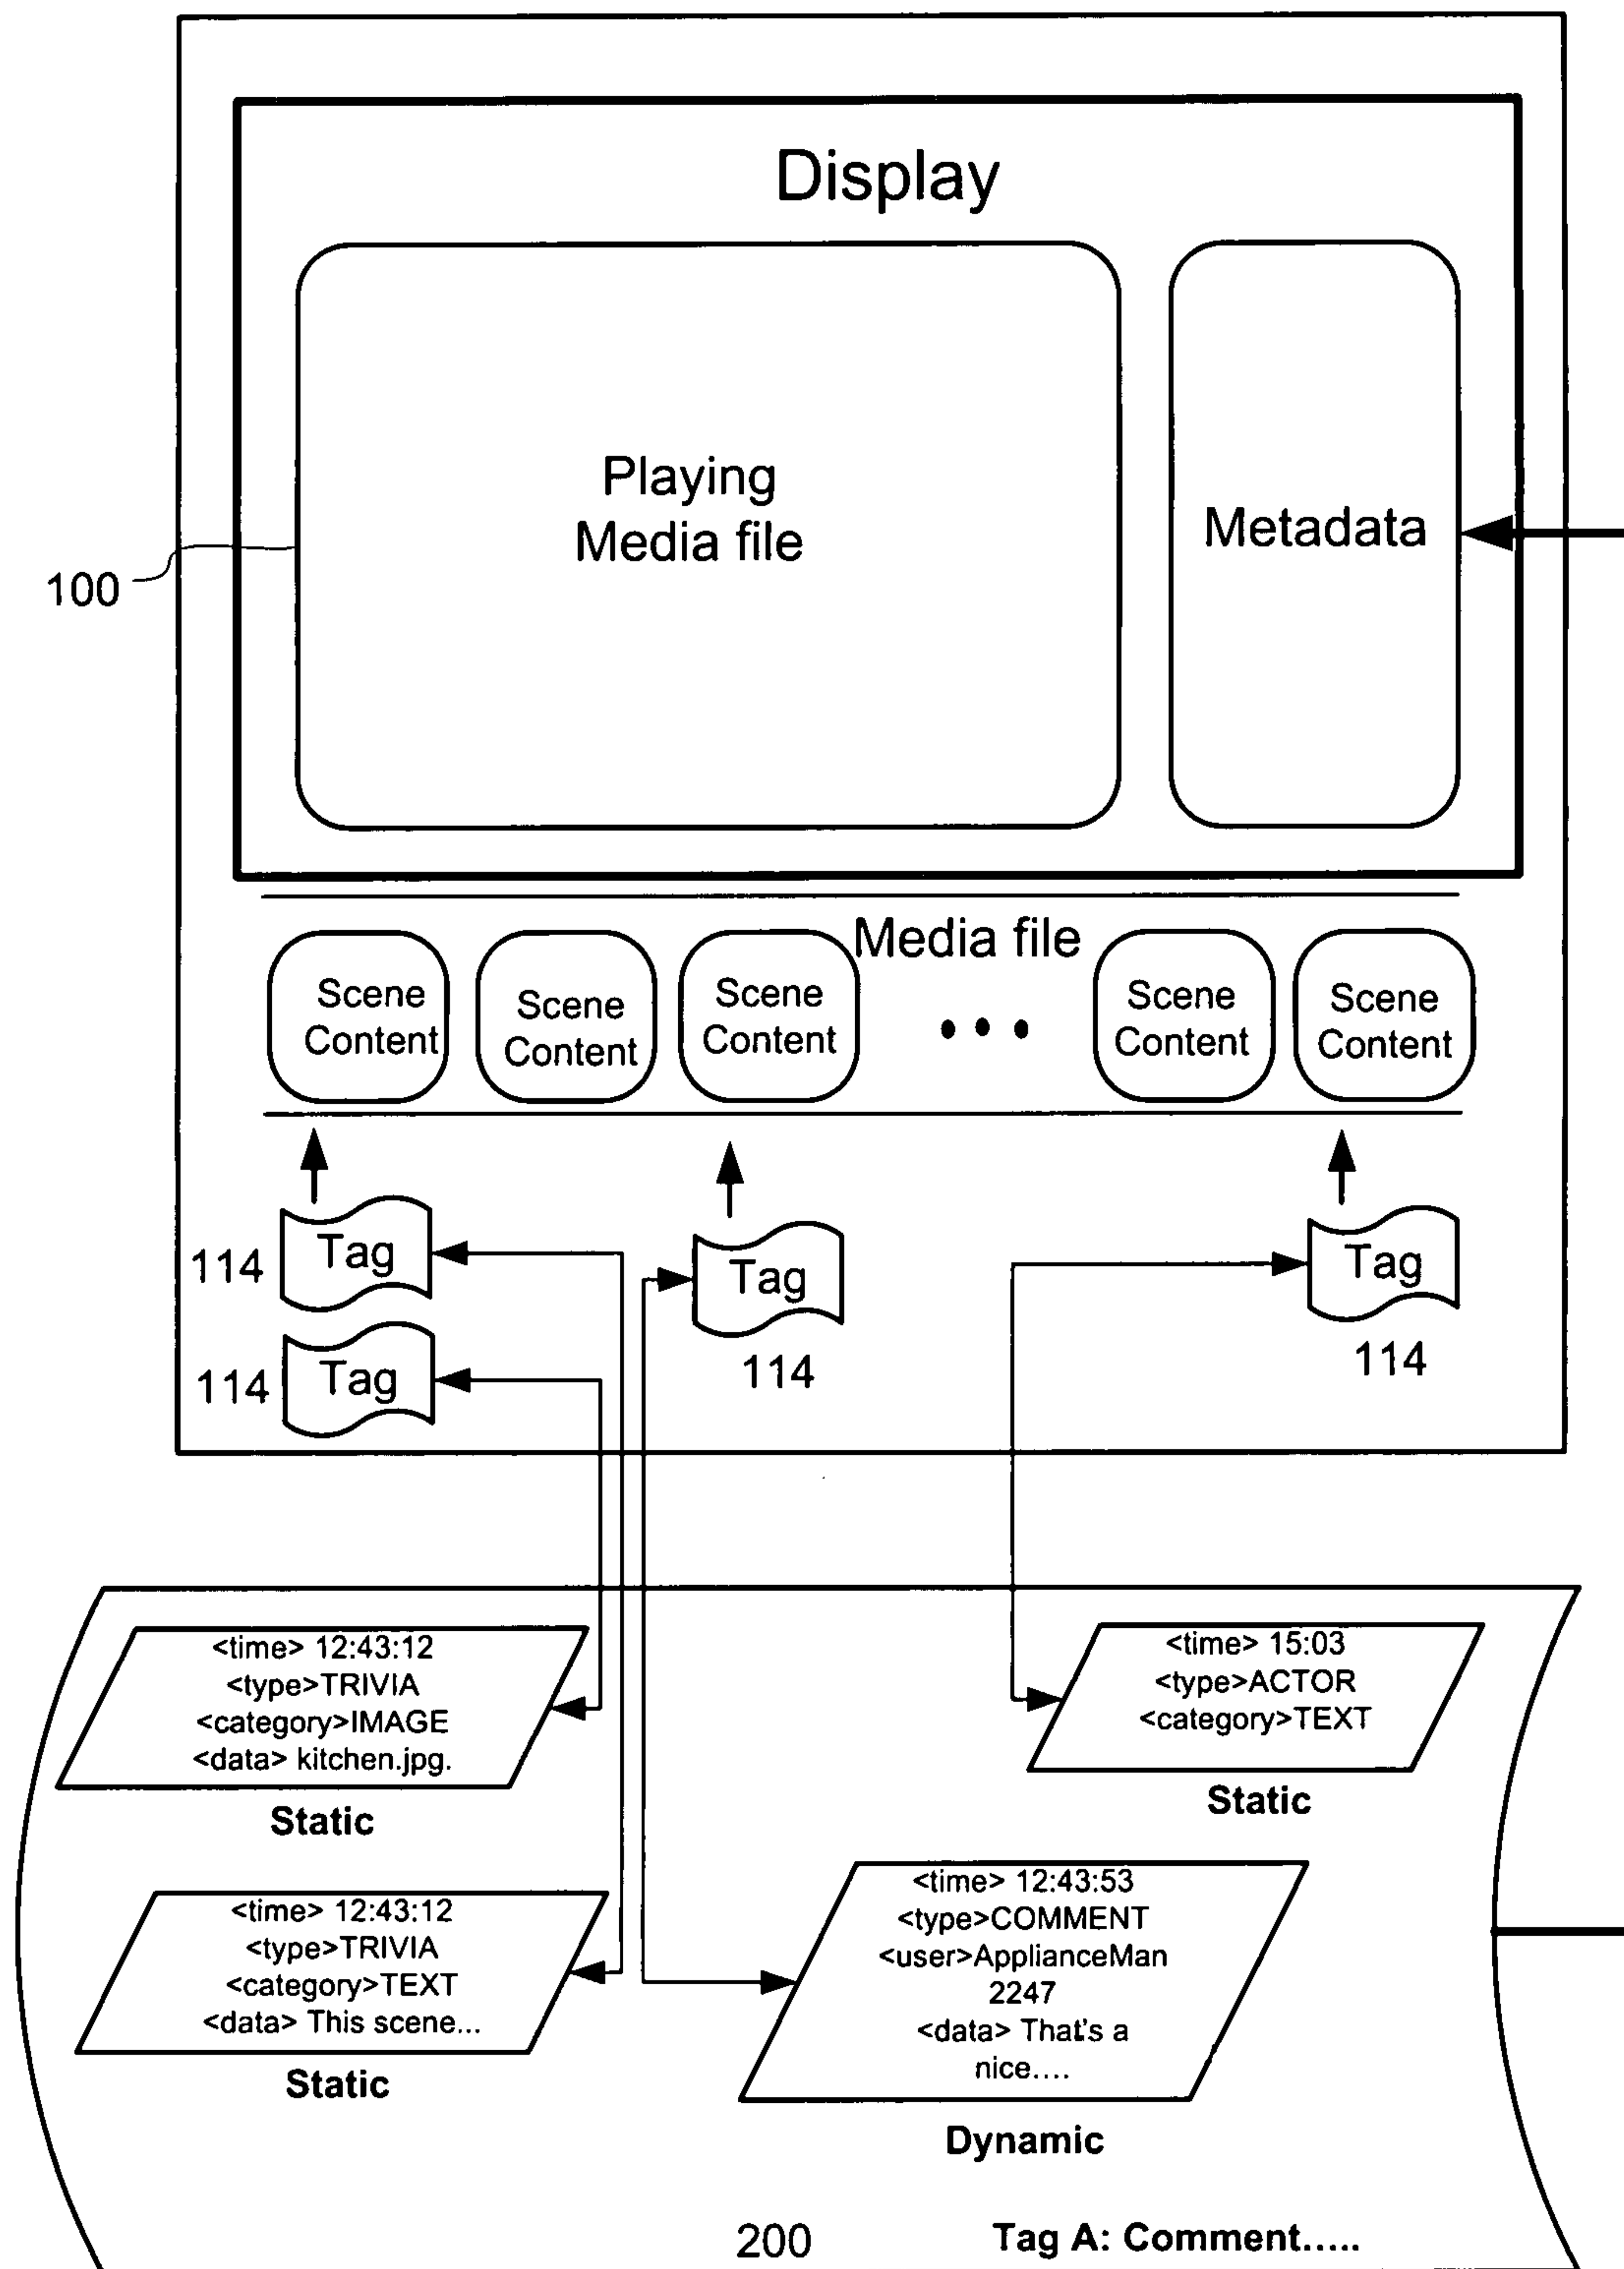 Display
Playing
Media file
Metadata
100
Media file
Scene
Content
Scene
Content
Scene
Content
Scene
Content
Scene
Content
114
Tag
114
Tag
Tag
114
Tag
114
<time> 12:43:12
<type>TRIVIA
<category>IMAGE
<data> kitchen.jpg.
Static
<time> 15:03
<type>ACTOR
<category>TEXT
Static
<time> 12:43:12
<type>TRIVIA
<category>TEXT
<data> This scene...
Static
<time> 12:43:53
<type>COMMENT
<user>ApplianceMan
2247
<data> That's a
nice....
Dynamic
200
Tag A: Comment.....